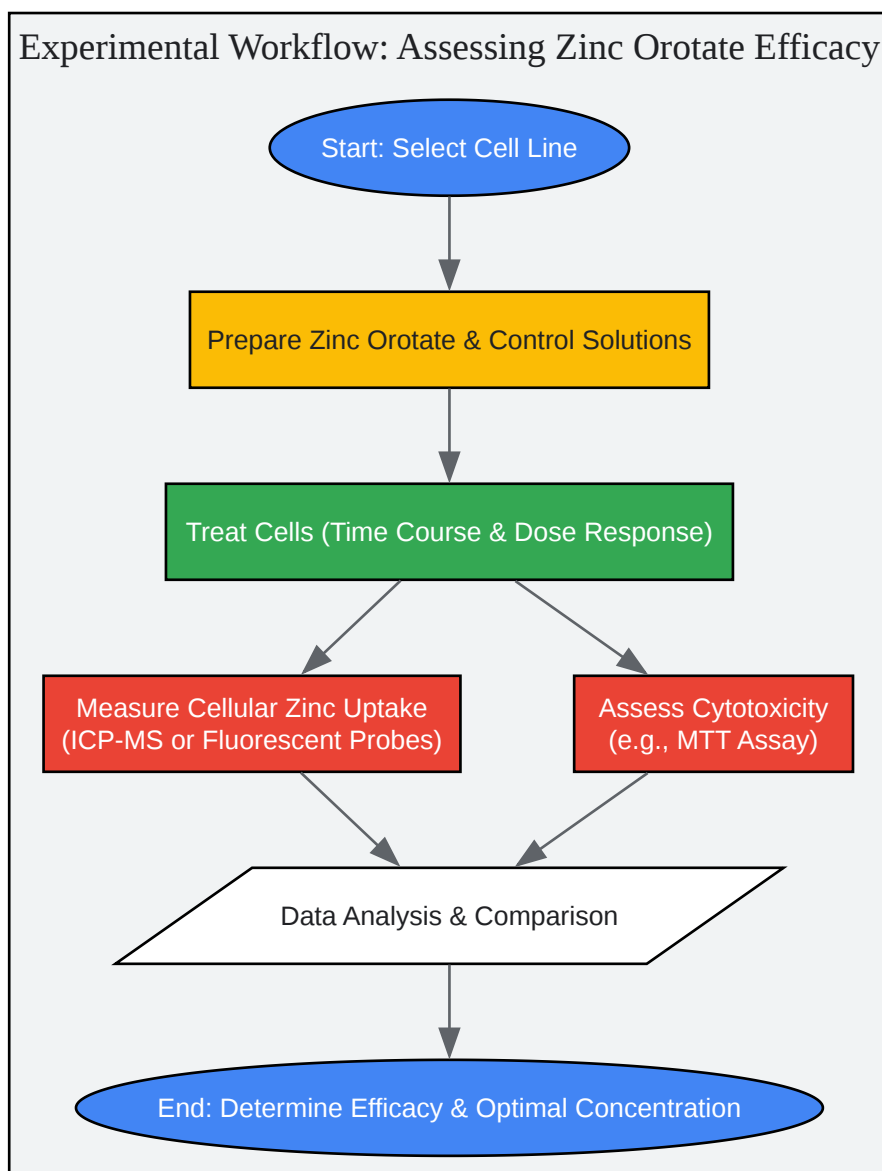 Experimental Workflow: Assessing Zinc Orotate Efficacy
Start: Select Cell Line
Prepare Zinc Orotate & Control Solutions
Treat Cells (Time Course & Dose Response)
Measure Cellular Zinc Uptake
(ICP-MS or Fluorescent Probes)
Assess Cytotoxicity
(e.g., MTT Assay)
Data Analysis & Comparison
End: Determine Efficacy & Optimal Concentration